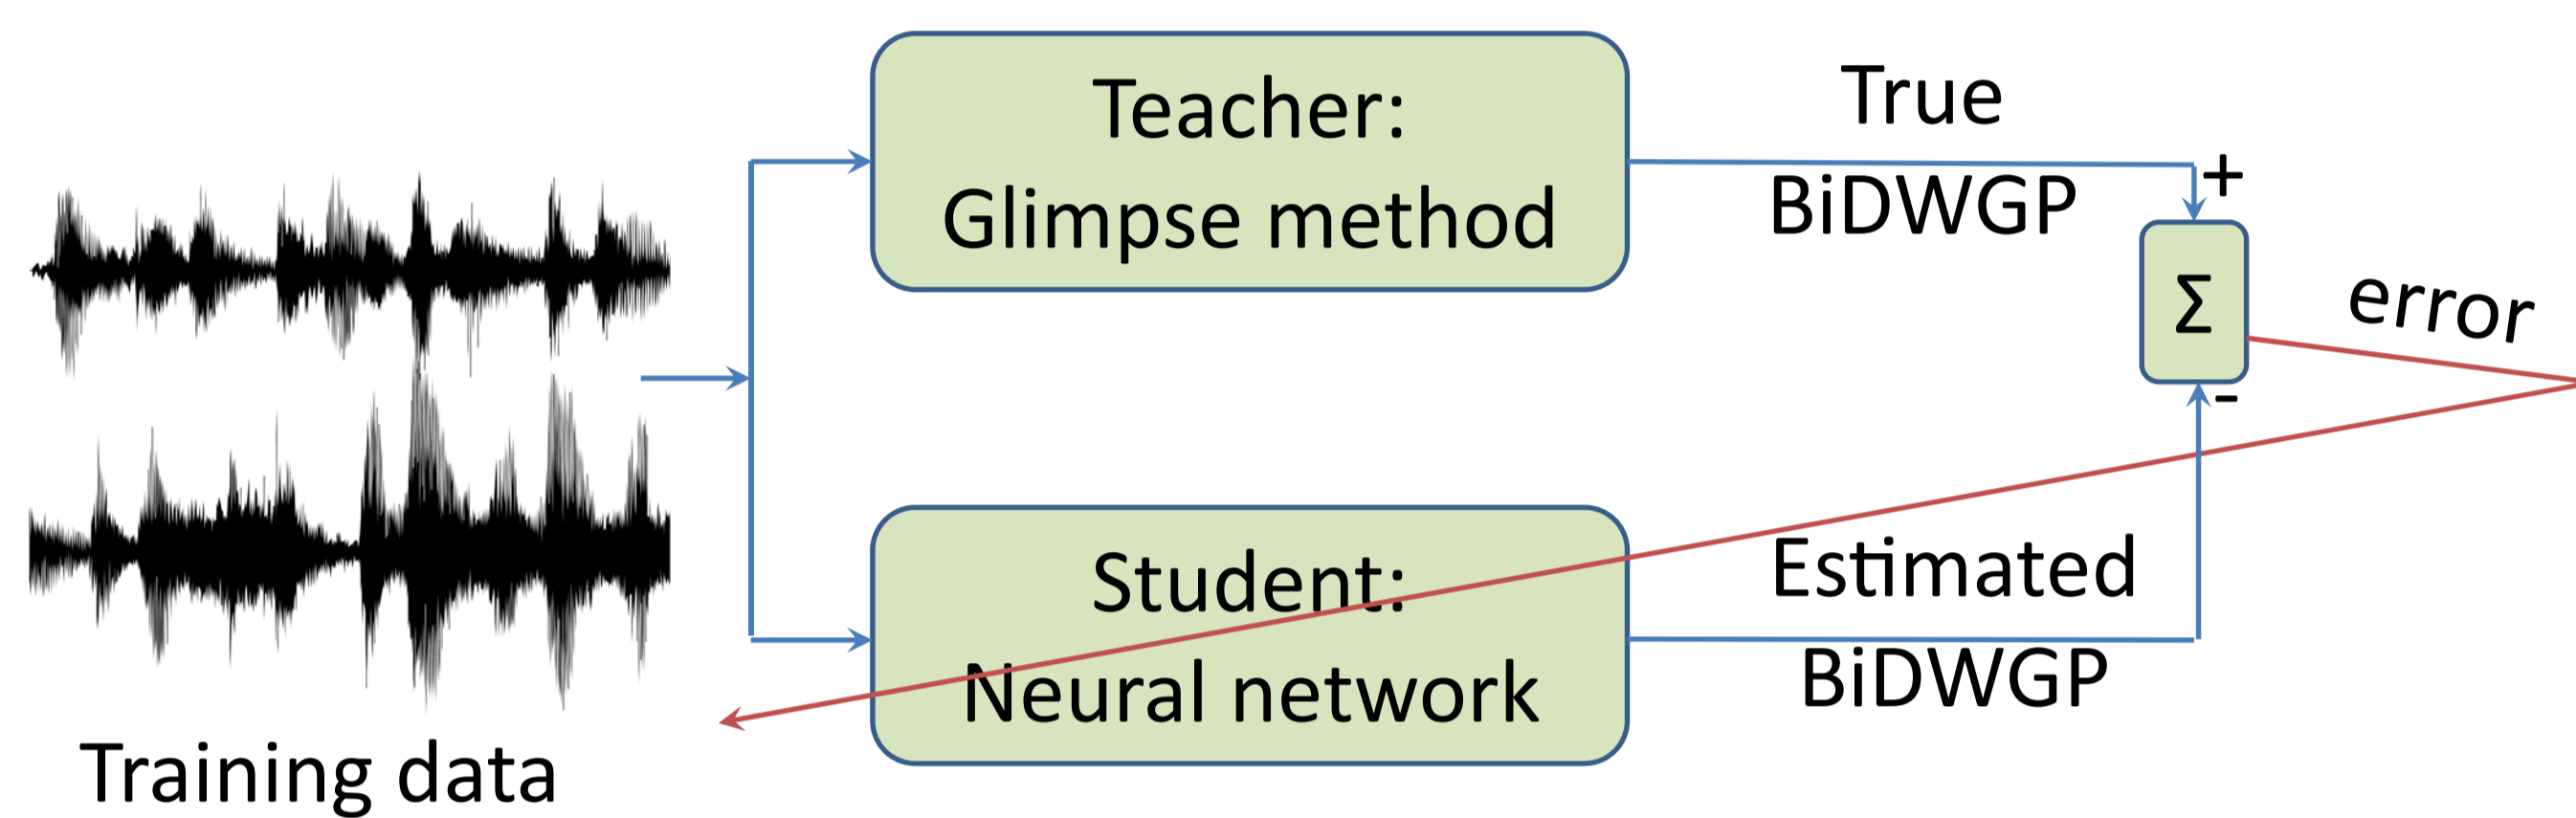 Teacher:
Glimpse method
True
BiDWGP
+
Σ
-
error
Student:
Neural network
Estimated
BiDWGP
Training data